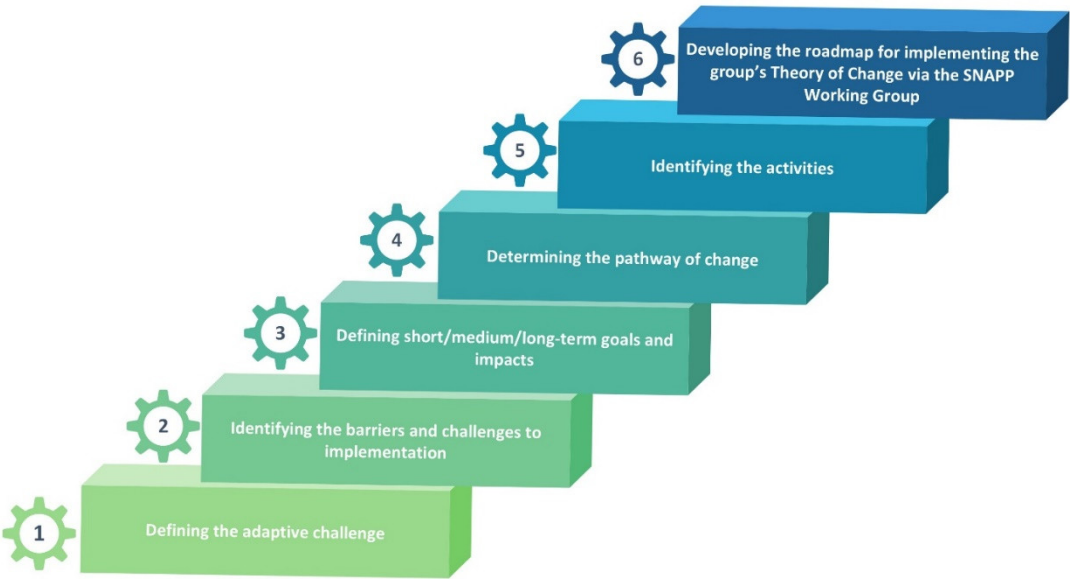 6
Developing the roadmap for implementing the
group's Theory of Change via the SNAPP
Working Group
5
Identifying the activities
4
Determining the pathway of change
3
Defining short/medium/long-term goals and
impacts
2
Identifying the barriers and challenges to
implementation
1
Defining the adaptive challenge